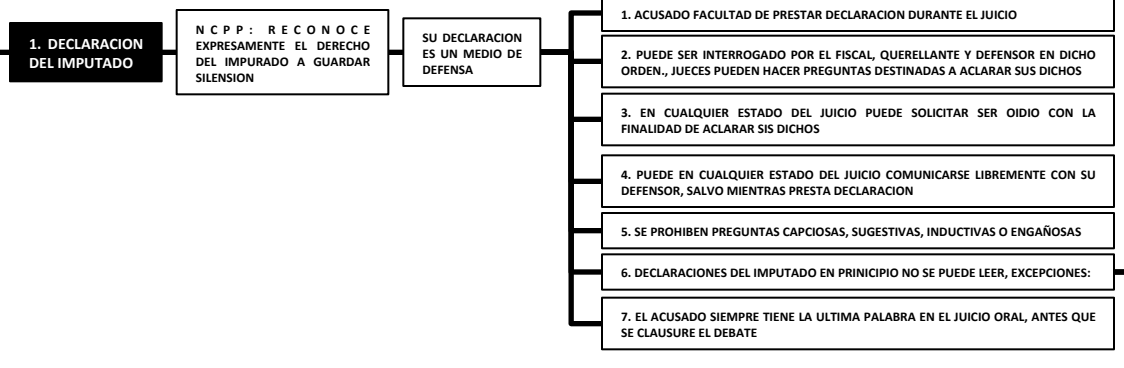 1. DECLARACION
DEL IMPUTADO
NCPP: RECONOCE
EXPRESAMENTE EL DERECHO
DEL IMPURADO A GUARDAR
SILENSION
SU DECLARACION
ES UN MEDIO DE
DEFENSA
1. ACUSADO FACULTAD DE PRESTAR DECLARACION DURANTE EL JUICIO
2. PUEDE SER INTERROGADO POR EL FISCAL, QUERELLANTE Y DEFENSOR EN DICHO
ORDEN., JUECES PUEDEN HACER PREGUNTAS DESTINADAS A ACLARAR SUS DICHOS
3. EN CUALQUIER ESTADO DEL JUICIO PUEDE SOLICITAR SER OIDIO CON LA
FINALIDAD DE ACLARAR SIS DICHOS
4. PUEDE EN CUALQUIER ESTADO DEL JUICIO COMUNICARSE LIBREMENTE CON SU
DEFENSOR, SALVO MIENTRAS PRESTA DECLARACION
5. SE PROHIBEN PREGUNTAS CAPCIOSAS, SUGESTIVAS, INDUCTIVAS O ENGAÑOSAS
6. DECLARACIONES DEL IMPUTADO EN PRINICIPIO NO SE PUEDE LEER, EXCEPCIONES:
7. EL ACUSADO SIEMPRE TIENE LA ULTIMA PALABRA EN EL JUICIO ORAL, ANTES QUE
SE CLAUSURE EL DEBATE